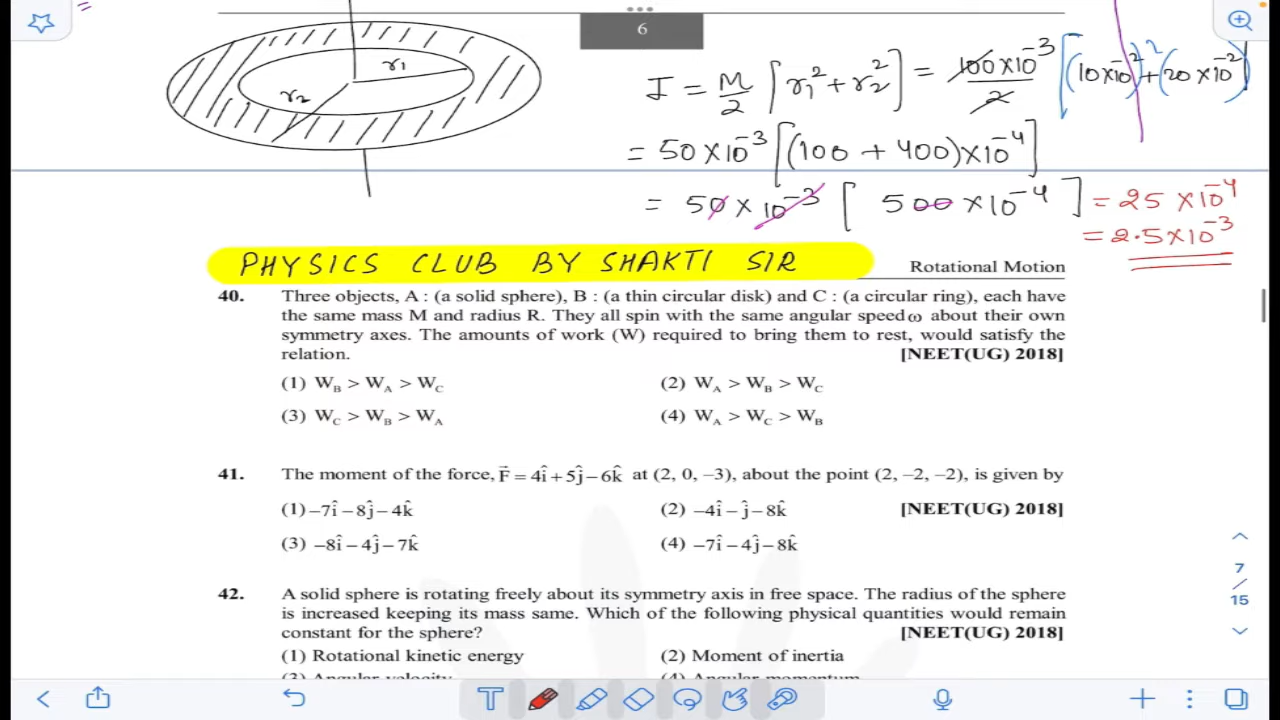 =
6
r₁
r₂
I = M/2 [r₁² + r₂²] = 100×10⁻³/2 [(10×10⁻²)² + (20×10⁻²)²]
= 50×10⁻³ [(100 + 400)×10⁻⁴]
= 50 × 10⁻³ [ 500 ×10⁻⁴ ] = 25 ×10⁻⁴
= 2.5×10⁻³
PHYSICS CLUB BY SHAKTI SIR
Rotational Motion
40. Three objects, A : (a solid sphere), B : (a thin circular disk) and C : (a circular ring), each have
the same mass M and radius R. They all spin with the same angular speed ω about their own
symmetry axes. The amounts of work (W) required to bring them to rest, would satisfy the
relation. [NEET(UG) 2018]
(1) W_B > W_A > W_C (2) W_A > W_B > W_C
(3) W_C > W_B > W_A (4) W_A > W_C > W_B
41. The moment of the force, F⃗ = 4î + 5ĵ – 6k̂ at (2, 0, –3), about the point (2, –2, –2), is given by
(1) –7î – 8ĵ – 4k̂ (2) –4î – ĵ – 8k̂ [NEET(UG) 2018]
(3) –8î – 4ĵ – 7k̂ (4) –7î – 4ĵ – 8k̂
42. A solid sphere is rotating freely about its symmetry axis in free space. The radius of the sphere
is increased keeping its mass same. Which of the following physical quantities would remain
constant for the sphere? [NEET(UG) 2018]
(1) Rotational kinetic energy (2) Moment of inertia
(3) Angular velocity (4) Angular momentum
7
/
15
T